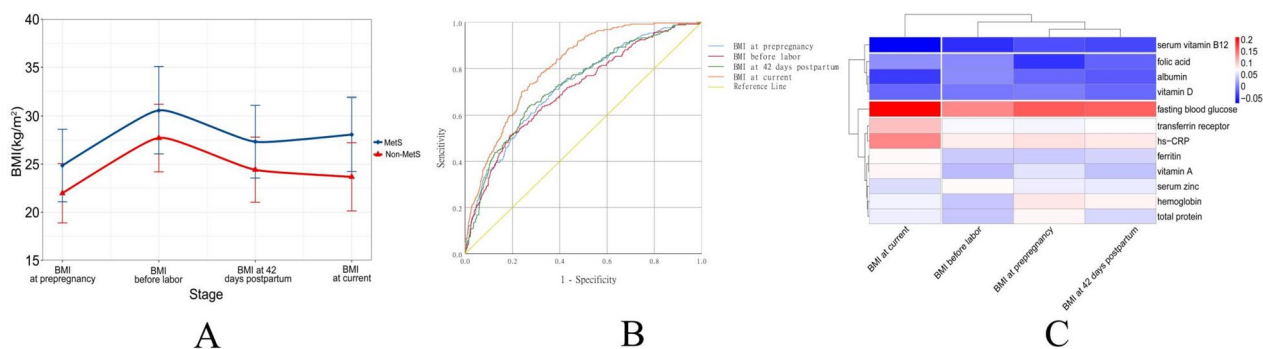 40
35
30
25
20
15
BMI(kg/m²)
BMI
at prepregnancy
BMI
before labor
BMI at 42
days postpartum
BMI
at current
Stage
MetS
Non-MetS
A
1.0
0.8
0.6
0.4
0.2
0.0
Sencitivity
0.0 0.2 0.4 0.6 0.8 1.0
1 - Specificity
BMI at prepregnancy
BMI before labor
BMI at 42 days postpartum
BMI at current
Reference Line
B
serum vitamin B12
folic acid
albumin
vitamin D
fasting blood glucose
transferrin receptor
hs-CRP
ferritin
vitamin A
serum zinc
hemoglobin
total protein
BMI at current
BMI before labor
BMI at prepregnancy
BMI at 42 days postpartum
0.2
0.15
0.1
0.05
0
−0.05
C